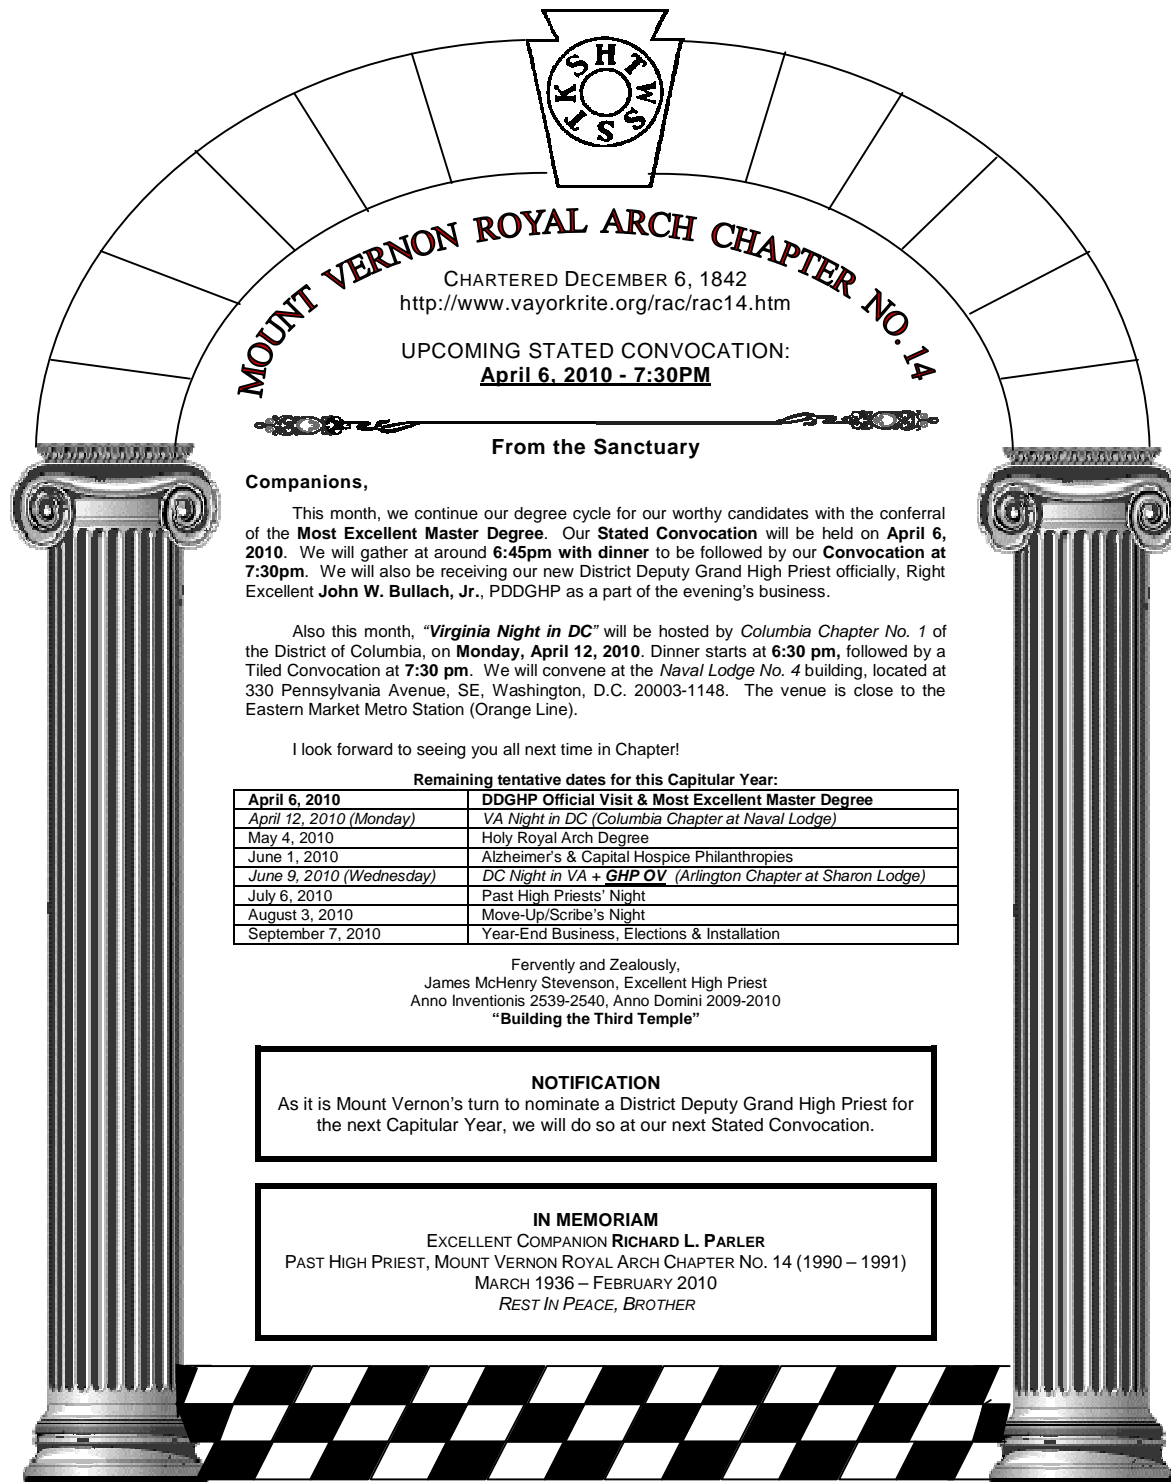 H T W S S T K S
MOUNT VERNON ROYAL ARCH CHAPTER NO. 14
CHARTERED DECEMBER 6, 1842
http://www.vayorkrite.org/rac/rac14.htm
UPCOMING STATED CONVOCATION:
April 6, 2010 - 7:30PM
From the Sanctuary
Companions,
This month, we continue our degree cycle for our worthy candidates with the conferral
of the Most Excellent Master Degree. Our Stated Convocation will be held on April 6,
2010. We will gather at around 6:45pm with dinner to be followed by our Convocation at
7:30pm. We will also be receiving our new District Deputy Grand High Priest officially, Right
Excellent John W. Bullach, Jr., PDDGHP as a part of the evening's business.
Also this month, "Virginia Night in DC" will be hosted by Columbia Chapter No. 1 of
the District of Columbia, on Monday, April 12, 2010. Dinner starts at 6:30 pm, followed by a
Tiled Convocation at 7:30 pm. We will convene at the Naval Lodge No. 4 building, located at
330 Pennsylvania Avenue, SE, Washington, D.C. 20003-1148. The venue is close to the
Eastern Market Metro Station (Orange Line).
I look forward to seeing you all next time in Chapter!
Remaining tentative dates for this Capitular Year:
April 6, 2010 DDGHP Official Visit & Most Excellent Master Degree
April 12, 2010 (Monday) VA Night in DC (Columbia Chapter at Naval Lodge)
May 4, 2010 Holy Royal Arch Degree
June 1, 2010 Alzheimer's & Capital Hospice Philanthropies
June 9, 2010 (Wednesday) DC Night in VA + GHP OV (Arlington Chapter at Sharon Lodge)
July 6, 2010 Past High Priests' Night
August 3, 2010 Move-Up/Scribe's Night
September 7, 2010 Year-End Business, Elections & Installation
Fervently and Zealously,
James McHenry Stevenson, Excellent High Priest
Anno Inventionis 2539-2540, Anno Domini 2009-2010
"Building the Third Temple"
NOTIFICATION
As it is Mount Vernon's turn to nominate a District Deputy Grand High Priest for
the next Capitular Year, we will do so at our next Stated Convocation.
IN MEMORIAM
EXCELLENT COMPANION RICHARD L. PARLER
PAST HIGH PRIEST, MOUNT VERNON ROYAL ARCH CHAPTER NO. 14 (1990 – 1991)
MARCH 1936 – FEBRUARY 2010
REST IN PEACE, BROTHER